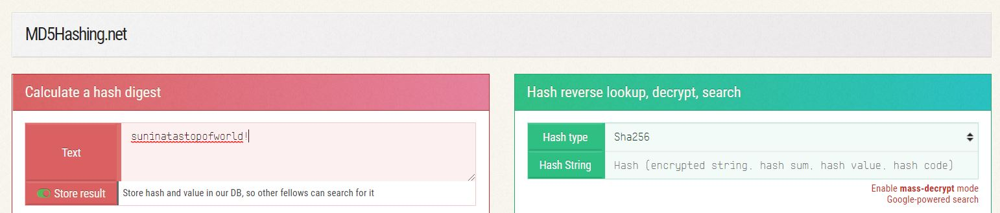 MD5Hashing.net
Calculate a hash digest
Text
suninatastopofworld!
Store result
Store hash and value in our DB, so other fellows can search for it
Hash reverse lookup, decrypt, search
Hash type
Sha256
Hash String
Hash (encrypted string, hash sum, hash value, hash code)
Enable mass-decrypt mode
Google-powered search